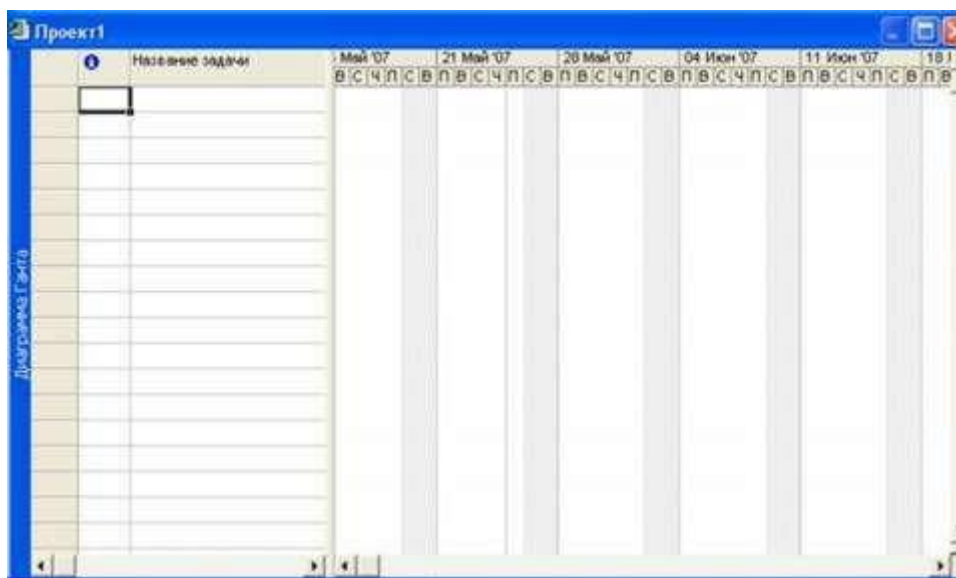 Проект1
Название задачи
Май '07 21 Май '07 28 Май '07 04 Июн '07 11 Июн '07 18
В С Ч П С В П В С Ч П С В П В С Ч П С В П В С Ч П С В П В С Ч П С В П В
Диаграмма Ганта